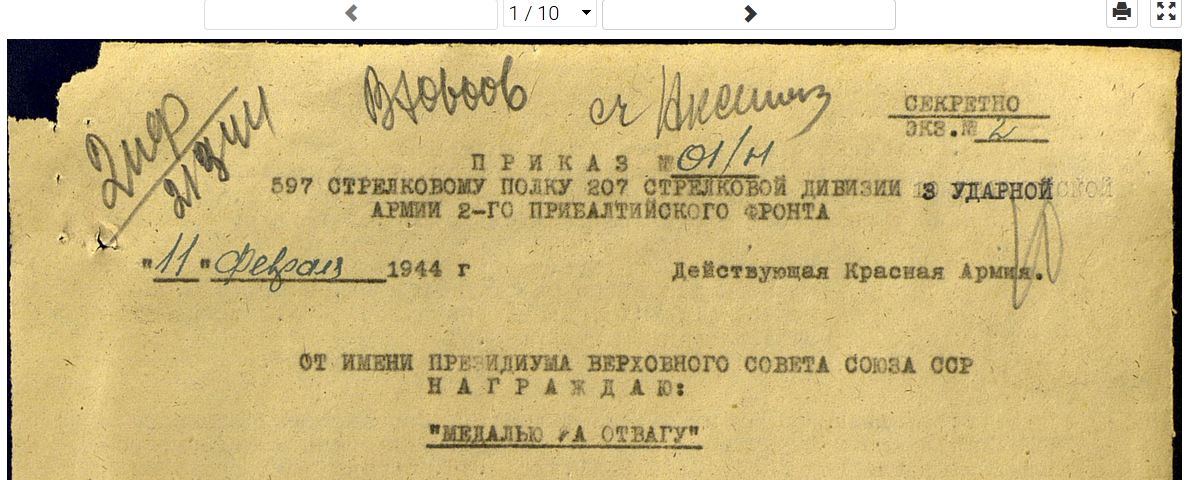 1 / 10
СЕКРЕТНО
ЭКЗ.№ 2
ПРИКАЗ №01/н
597 СТРЕЛКОВОМУ ПОЛКУ 207 СТРЕЛКОВОЙ ДИВИЗИИ 3 УДАРНОЙ
АРМИИ 2-ГО ПРИБАЛТИЙСКОГО ФРОНТА
"11" февраля 1944 г Действующая Красная Армия.
ОТ ИМЕНИ ПРЕЗИДИУМА ВЕРХОВНОГО СОВЕТА СОЮЗА ССР
НАГРАЖДАЮ:
"МЕДАЛЬЮ ЗА ОТВАГУ"